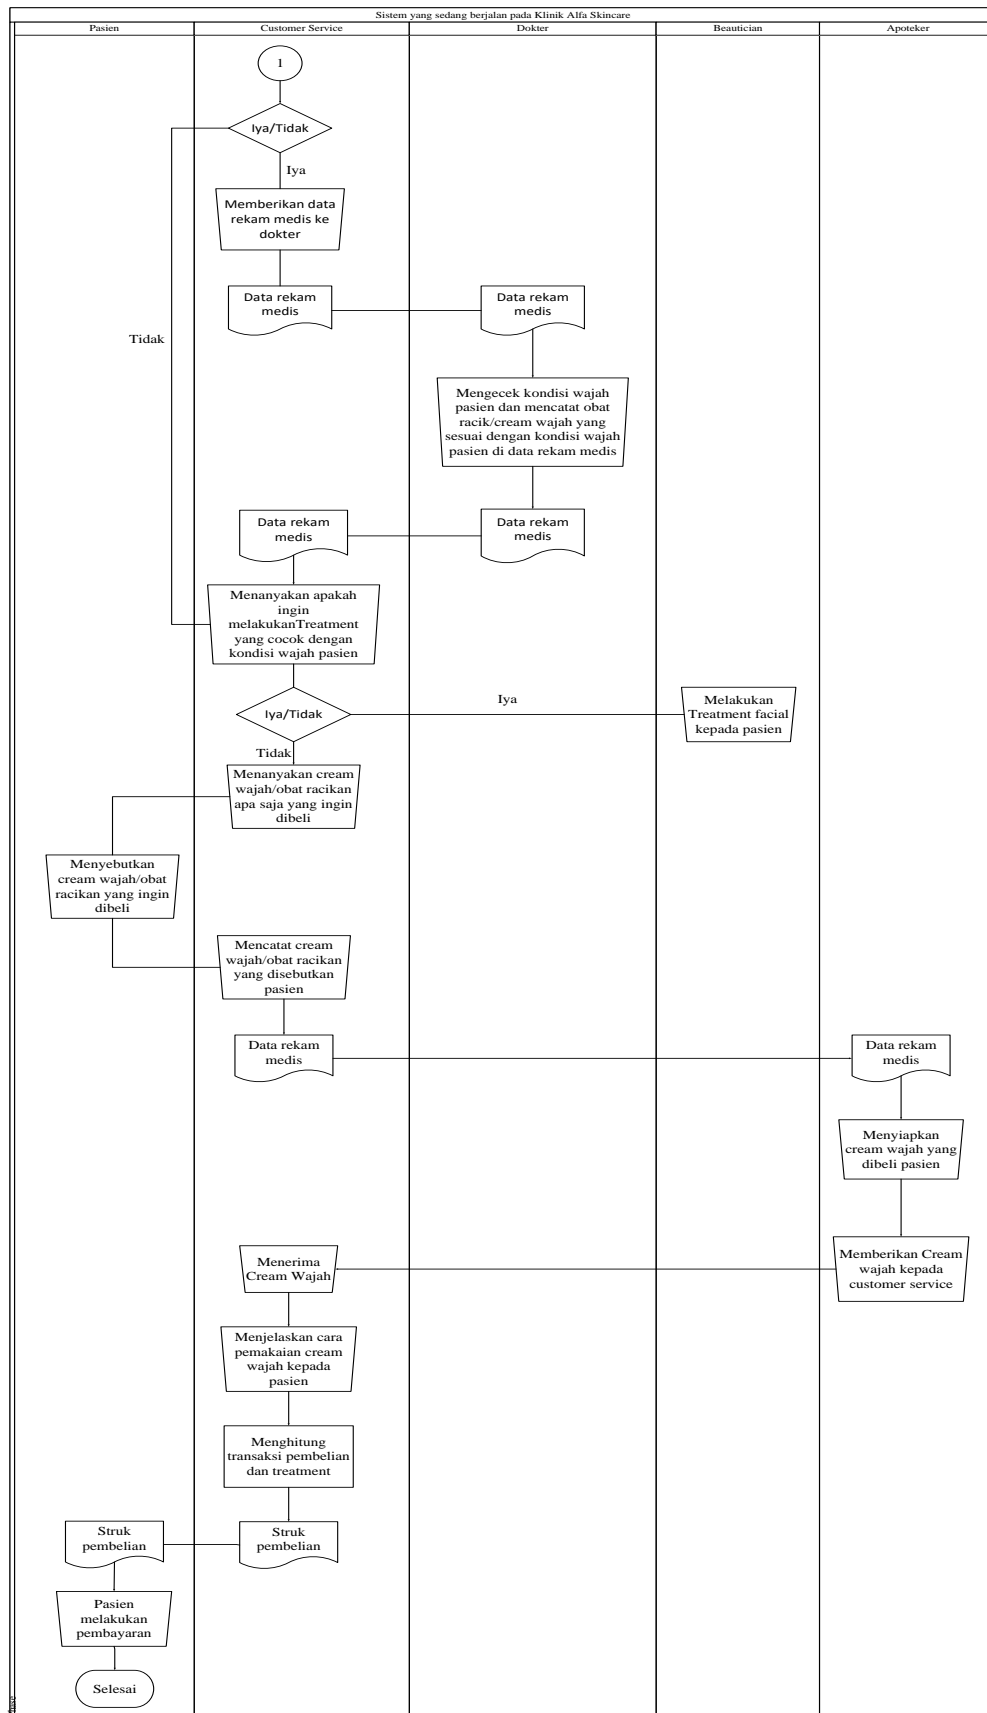 Sistem yang sedang berjalan pada Klinik Alfa Skincare
Pasien
Customer Service
Dokter
Beautician
Apoteker
1
Iya/Tidak
Iya
Memberikan data
rekam medis ke
dokter
Data rekam
medis
Data rekam
medis
Tidak
Mengecek kondisi wajah
pasien dan mencatat obat
racik/cream wajah yang
sesuai dengan kondisi wajah
pasien di data rekam medis
Data rekam
medis
Data rekam
medis
Menanyakan apakah
ingin
melakukanTreatment
yang cocok dengan
kondisi wajah pasien
Iya/Tidak
Iya
Melakukan
Treatment facial
kepada pasien
Tidak
Menanyakan cream
wajah/obat racikan
apa saja yang ingin
dibeli
Menyebutkan
cream wajah/obat
racikan yang ingin
dibeli
Mencatat cream
wajah/obat racikan
yang disebutkan
pasien
Data rekam
medis
Data rekam
medis
Menyiapkan
cream wajah yang
dibeli pasien
Memberikan Cream
wajah kepada
customer service
Menerima
Cream Wajah
Menjelaskan cara
pemakaian cream
wajah kepada
pasien
Menghitung
transaksi pembelian
dan treatment
Struk
pembelian
Struk
pembelian
Pasien
melakukan
pembayaran
Selesai